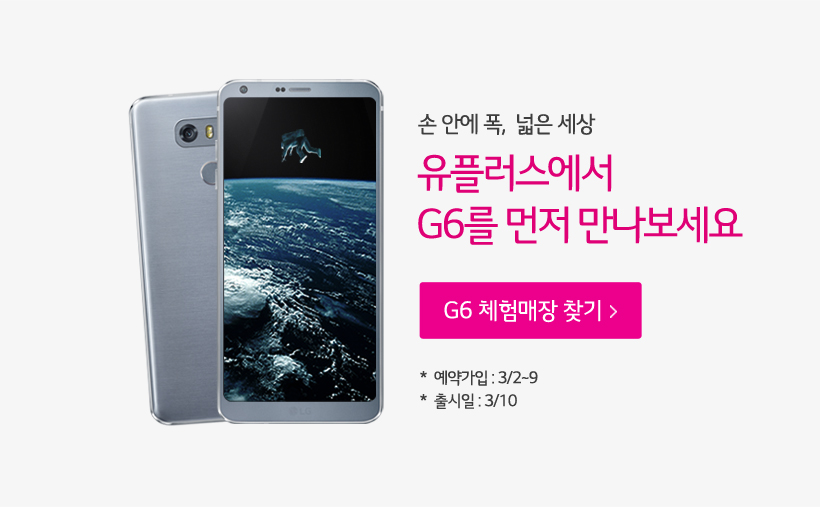 손 안에 폭, 넓은 세상
유플러스에서
G6를 먼저 만나보세요
G6 체험매장 찾기 >
* 예약가입 : 3/2~9
* 출시일 : 3/10
LG